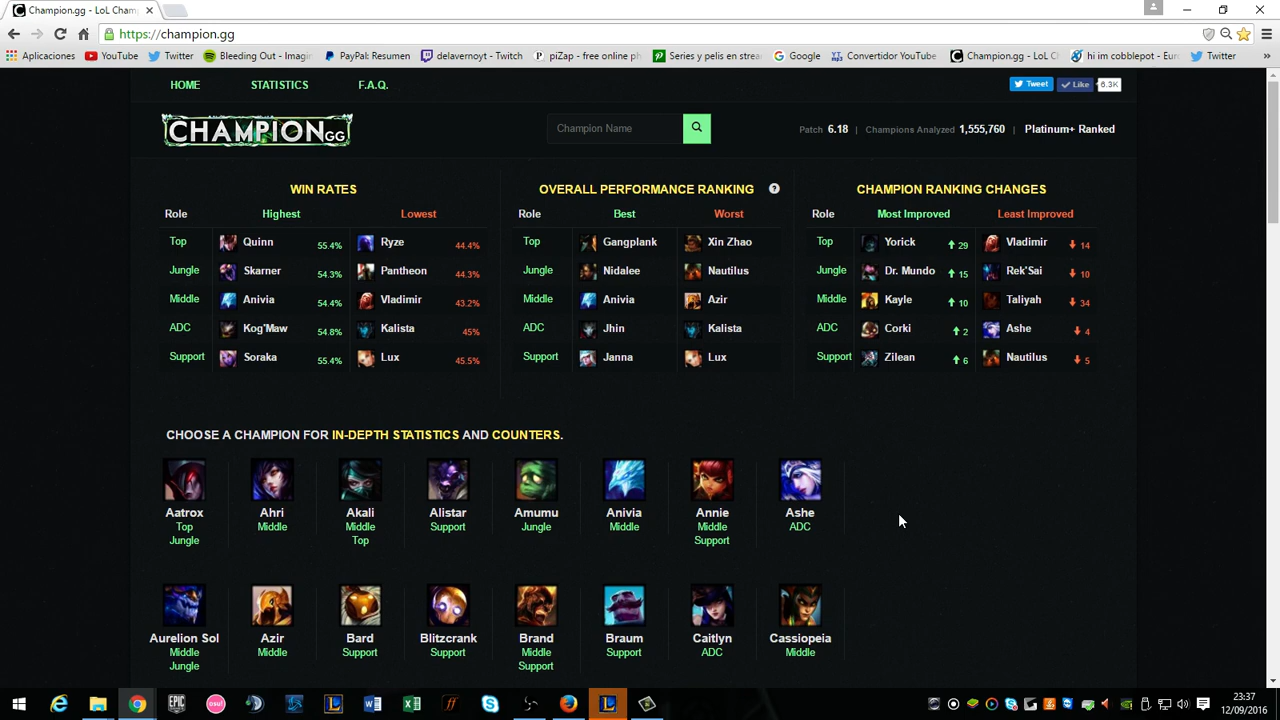 Champion.gg - LoL Cham
https://champion.gg
Aplicaciones YouTube Twitter Bleeding Out - Imagin PayPal Resumen delavernoyt - Twitch piZap - free online ph Series y pelis en strea Google Convertidor YouTube Champion.gg - LoL C hi im cobblepot - Eu Twitter »
HOME STATISTICS F.A.Q. Tweet Like 6.3K
CHAMPIONGG Champion Name Patch 6.18 | Champions Analyzed 1,555,760 | Platinum+ Ranked
WIN RATES OVERALL PERFORMANCE RANKING ? CHAMPION RANKING CHANGES
Role Highest Lowest Role Best Worst Role Most Improved Least Improved
Top Quinn 55.4% Ryze 44.4% Top Gangplank Xin Zhao Top Yorick 29 Vladimir 14
Jungle Skarner 54.3% Pantheon 44.3% Jungle Nidalee Nautilus Jungle Dr. Mundo 15 Rek'Sai 10
Middle Anivia 54.4% Vladimir 43.2% Middle Anivia Azir Middle Kayle 10 Taliyah 34
ADC Kog'Maw 54.8% Kalista 45% ADC Jhin Kalista ADC Corki 2 Ashe 4
Support Soraka 55.4% Lux 45.5% Support Janna Lux Support Zilean 6 Nautilus 5
CHOOSE A CHAMPION FOR IN-DEPTH STATISTICS AND COUNTERS.
Aatrox Ahri Akali Alistar Amumu Anivia Annie Ashe
Top Middle Middle Support Jungle Middle Middle ADC
Jungle Top Support
Aurelion Sol Azir Bard Blitzcrank Brand Braum Caitlyn Cassiopeia
Middle Middle Support Support Middle Support ADC Middle
Jungle Support
23:37
12/09/2016